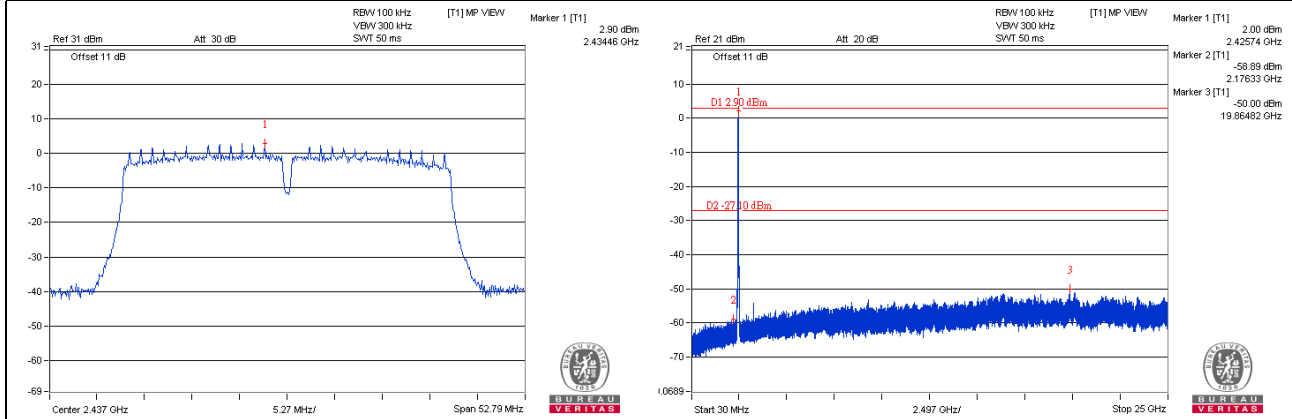 RBW 100 kHz [T1] MP VIEW
VBW 300 kHz
Ref 31 dBm Att 30 dB SWT 50 ms
Marker 1 [T1]
2.90 dBm
2.43446 GHz
31
Offset 11 dB
20
10
1
0
-10
-20
-30
-40
-50
-60
-69
Center 2.437 GHz 5.27 MHz/ Span 52.79 MHz
BUREAU VERITAS
1828
BUREAU
VERITAS
RBW 100 kHz [T1] MP VIEW
VBW 300 kHz
Ref 21 dBm Att 20 dB SWT 50 ms
Marker 1 [T1]
2.00 dBm
2.42574 GHz
Marker 2 [T1]
-58.89 dBm
2.17633 GHz
Marker 3 [T1]
-50.00 dBm
19.86482 GHz
21
Offset 11 dB
10
1
D1 2.90 dBm
0
-10
-20
D2 -27.10 dBm
-30
-40
3
-50
2
-60
-70
.0689
Start 30 MHz 2.497 GHz/ Stop 25 GHz
BUREAU VERITAS
1828
BUREAU
VERITAS